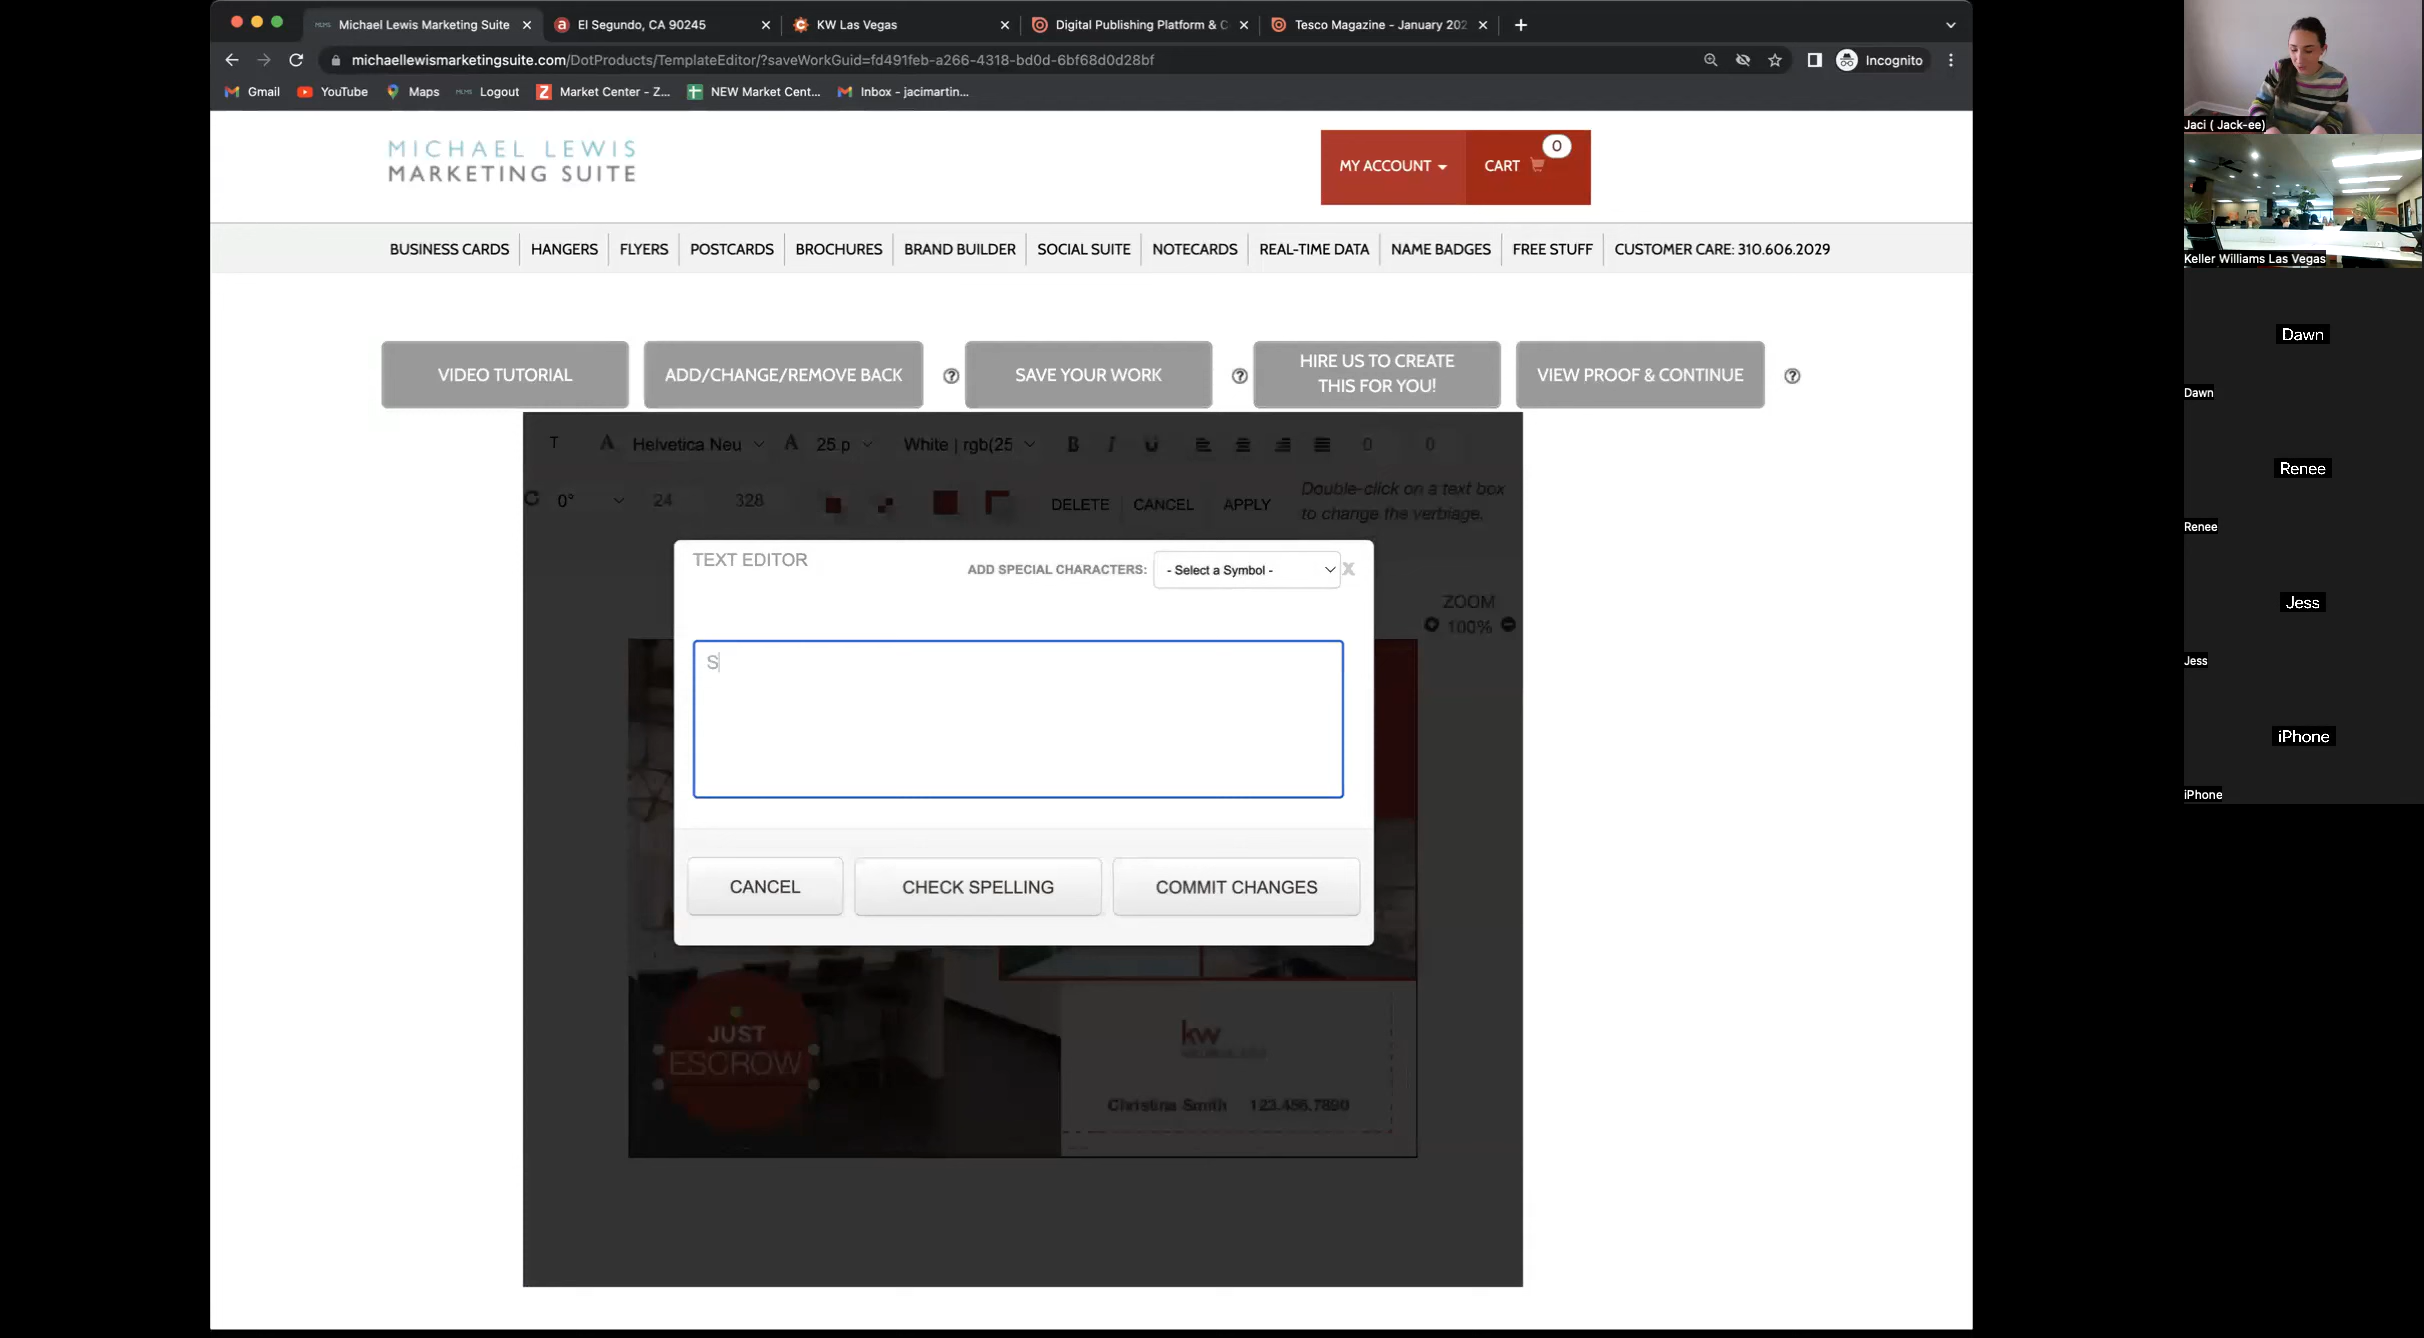 Michael Lewis Marketing Suite
El Segundo, CA 90245
KW Las Vegas
Digital Publishing Platform & C
Tesco Magazine - January 202
michaellewismarketingsuite.com/DotProducts/TemplateEditor/?saveWorkGuid=fd491feb-a266-4318-bd0d-6bf68d0d28bf
Incognito
Gmail
YouTube
Maps
Logout
Market Center - Z...
NEW Market Cent...
Inbox - jacimartin...
MICHAEL LEWIS
MARKETING SUITE
MY ACCOUNT
CART
0
BUSINESS CARDS
HANGERS
FLYERS
POSTCARDS
BROCHURES
BRAND BUILDER
SOCIAL SUITE
NOTECARDS
REAL-TIME DATA
NAME BADGES
FREE STUFF
CUSTOMER CARE: 310.606.2029
VIDEO TUTORIAL
ADD/CHANGE/REMOVE BACK
SAVE YOUR WORK
HIRE US TO CREATE
THIS FOR YOU!
VIEW PROOF & CONTINUE
T
A Helvetica Neu
A 25 p
White | rgb(25
B I U
0 0
0°
24
328
DELETE
CANCEL
APPLY
Double-click on a text box
to change the verbiage.
TEXT EDITOR
ADD SPECIAL CHARACTERS:
- Select a Symbol -
X
ZOOM
100%
S
CANCEL
CHECK SPELLING
COMMIT CHANGES
JUST
ESCROW
kw
Christina Smith 123.456.7890
Jaci ( Jack-ee)
Keller Williams Las Vegas
Dawn
Dawn
Renee
Renee
Jess
Jess
iPhone
iPhone